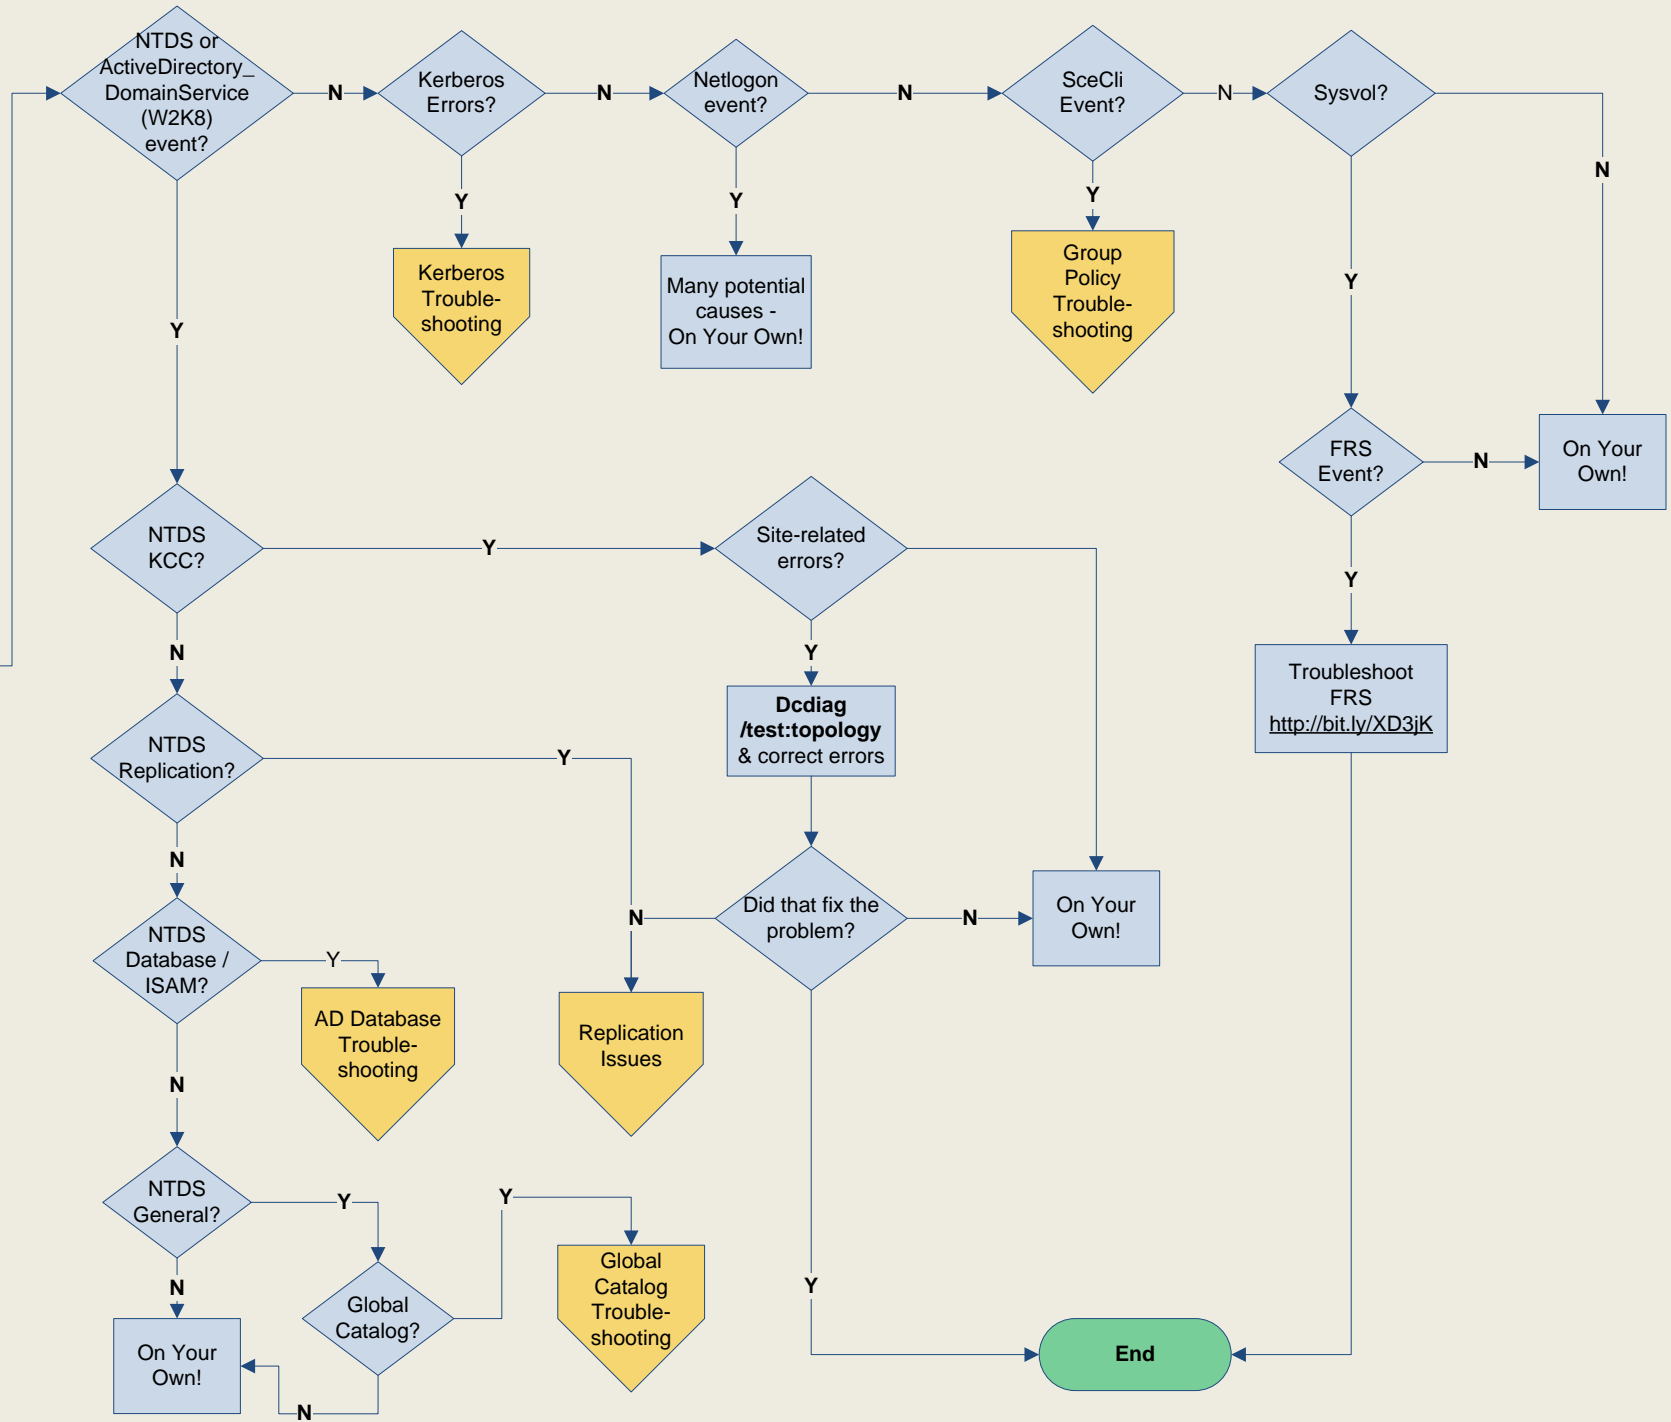 NTDS or
ActiveDirectory_
DomainService
(W2K8)
event?
N
Kerberos
Errors?
N
Netlogon
event?
N
SceCli
Event?
N
Sysvol?
N
Y
Y
Y
Y
Y
Kerberos
Trouble-
shooting
Many potential
causes -
On Your Own!
Group
Policy
Trouble-
shooting
FRS
Event?
N
On Your
Own!
NTDS
KCC?
Y
Site-related
errors?
Y
N
Y
Troubleshoot
FRS
http://bit.ly/XD3jK
NTDS
Replication?
Y
Dcdiag
/test:topology
& correct errors
N
NTDS
Database /
ISAM?
Y
AD Database
Trouble-
shooting
N
Did that fix the
problem?
N
On Your
Own!
Replication
Issues
N
NTDS
General?
Y
Y
Global
Catalog
Trouble-
shooting
Y
N
Global
Catalog?
On Your
Own!
N
End